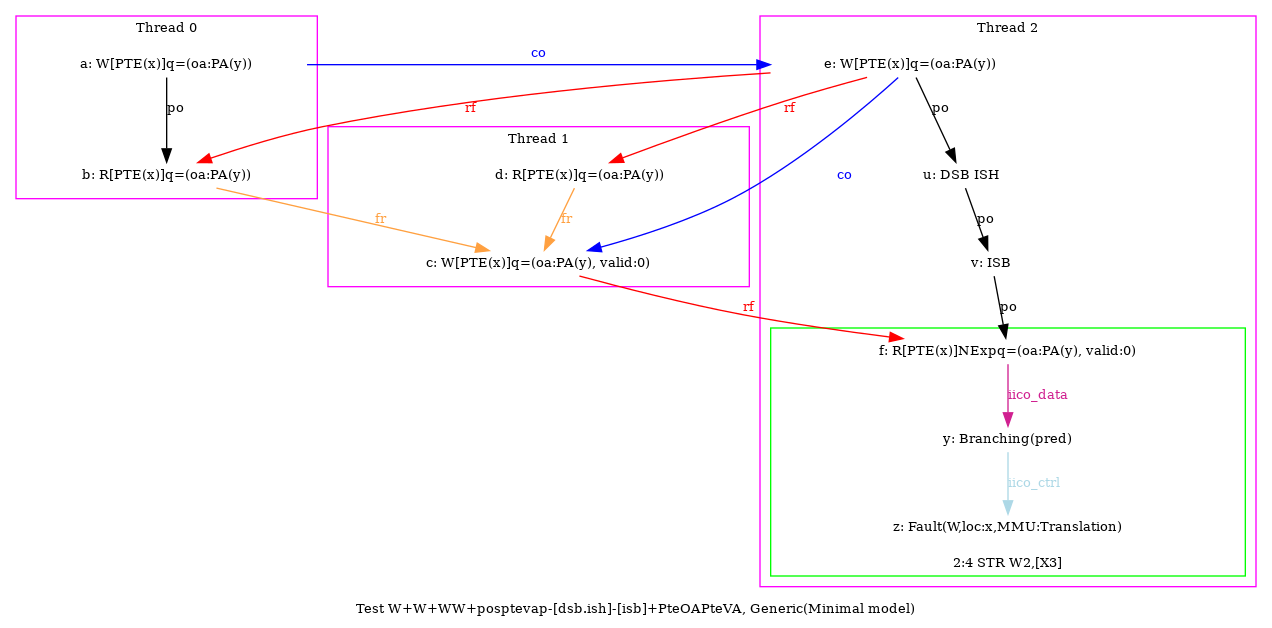 Thread 0
Thread 2
a: W[PTE(x)]q=(oa:PA(y))
co
e: W[PTE(x)]q=(oa:PA(y))
po
rf
rf
po
Thread 1
b: R[PTE(x)]q=(oa:PA(y))
d: R[PTE(x)]q=(oa:PA(y))
co
u: DSB ISH
fr
fr
po
c: W[PTE(x)]q=(oa:PA(y), valid:0)
v: ISB
rf
po
f: R[PTE(x)]NExpq=(oa:PA(y), valid:0)
iico_data
y: Branching(pred)
iico_ctrl
z: Fault(W,loc:x,MMU:Translation)
2:4 STR W2,[X3]
Test W+W+WW+posptevap-[dsb.ish]-[isb]+PteOAPteVA, Generic(Minimal model)